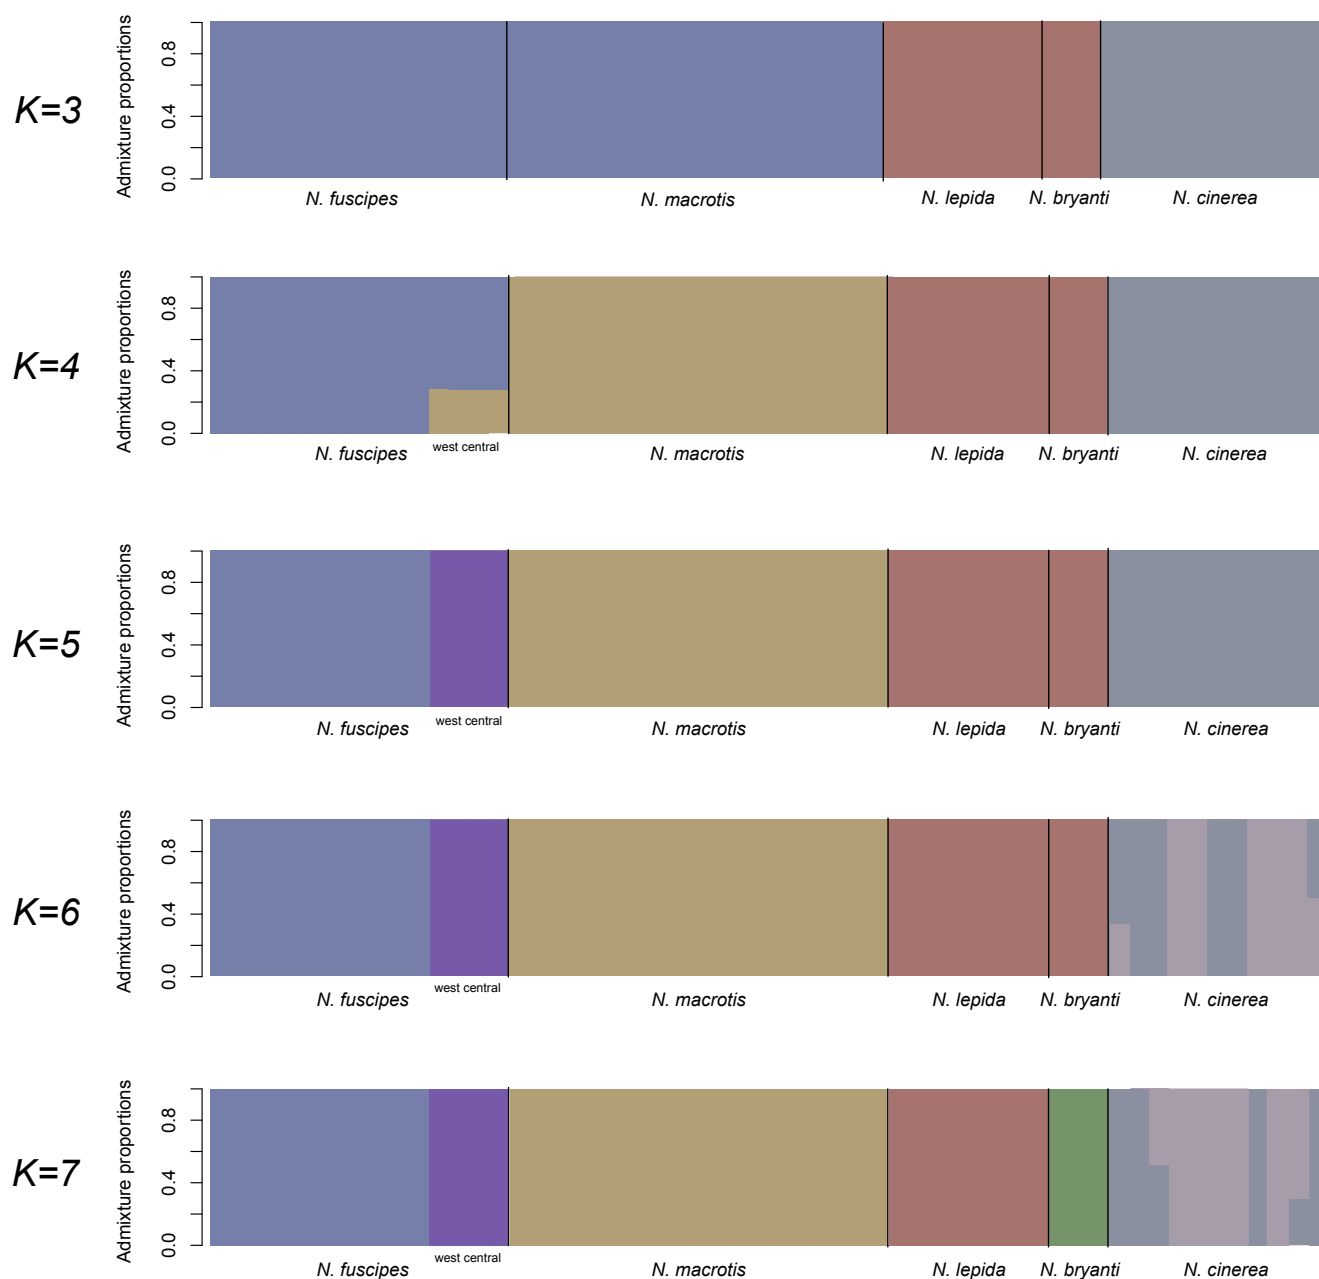 K=3
Admixture proportions
0.0 0.4 0.8
N. fuscipes N. macrotis N. lepida N. bryanti N. cinerea
K=4
Admixture proportions
0.0 0.4 0.8
N. fuscipes west central N. macrotis N. lepida N. bryanti N. cinerea
K=5
Admixture proportions
0.0 0.4 0.8
N. fuscipes west central N. macrotis N. lepida N. bryanti N. cinerea
K=6
Admixture proportions
0.0 0.4 0.8
N. fuscipes west central N. macrotis N. lepida N. bryanti N. cinerea
K=7
Admixture proportions
0.0 0.4 0.8
N. fuscipes west central N. macrotis N. lepida N. bryanti N. cinerea